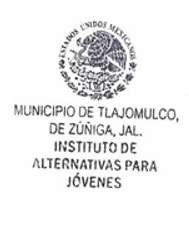 ESTADOS UNIDOS MEXICANOS
MUNICIPIO DE TLAJOMULCO,
DE ZÚÑIGA, JAL.
INSTITUTO DE
ALTERNATIVAS PARA
JÓVENES